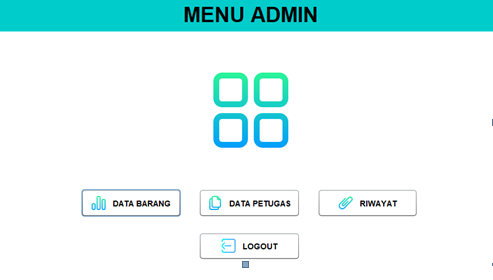 MENU ADMIN
DATA BARANG
DATA PETUGAS
RIWAYAT
LOGOUT